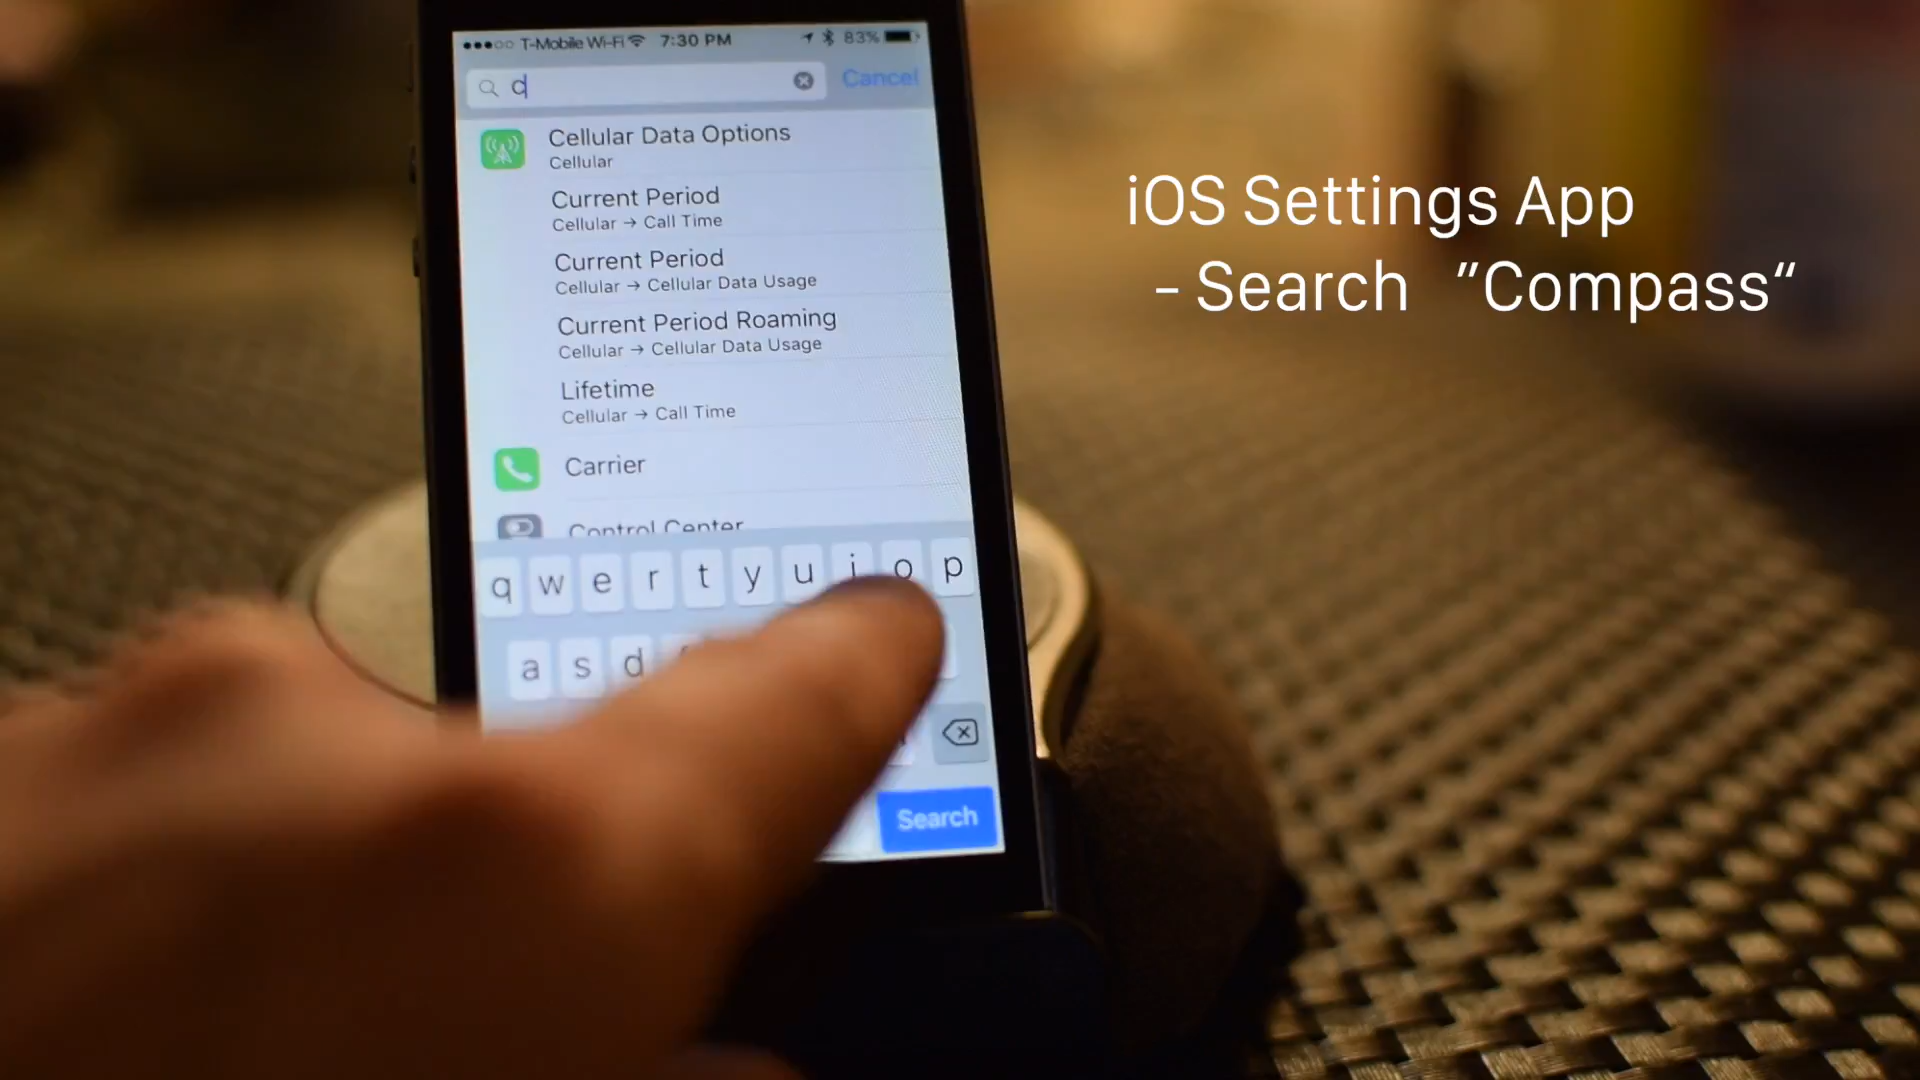 T-Mobile Wi-Fi 7:30 PM 83%
c Cancel
Cellular Data Options
Cellular
Current Period
Cellular → Call Time
Current Period
Cellular → Cellular Data Usage
Current Period Roaming
Cellular → Cellular Data Usage
Lifetime
Cellular → Call Time
Carrier
Control Center
q w e r t y u i o p
a s d
Search
iOS Settings App
- Search ”Compass“